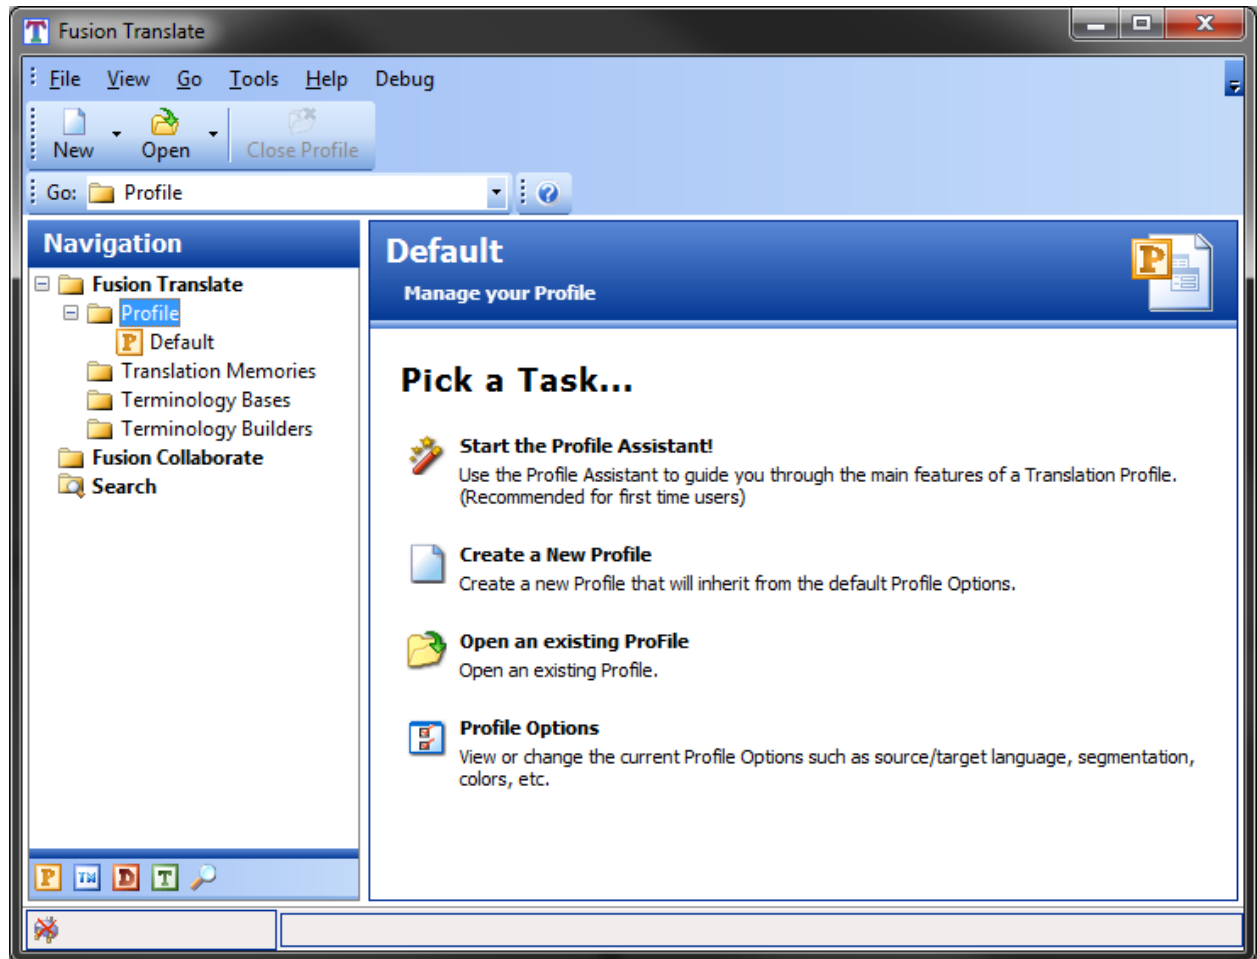 Fusion Translate
File View Go Tools Help Debug
New Open Close Profile
Go: Profile
Navigation
Fusion Translate
Profile
P Default
Translation Memories
Terminology Bases
Terminology Builders
Fusion Collaborate
Search
P TM D T
Default
Manage your Profile
P
Pick a Task...
Start the Profile Assistant!
Use the Profile Assistant to guide you through the main features of a Translation Profile.
(Recommended for first time users)
Create a New Profile
Create a new Profile that will inherit from the default Profile Options.
Open an existing ProFile
Open an existing Profile.
Profile Options
View or change the current Profile Options such as source/target language, segmentation,
colors, etc.